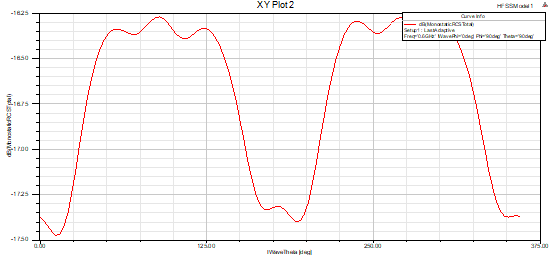 XY Plot 2
HFSSModel1
Curve Info
dB(MonostaticRCSTotal)
Setup1 : LastAdaptive
Freq='0.6GHz' IWavePhi='0deg' Phi='90deg' Theta='90deg'
-16.25
-16.50
-16.75
-17.00
-17.25
-17.50
dB(MonostaticRCSTotal)
0.00
125.00
250.00
375.00
IWaveTheta [deg]